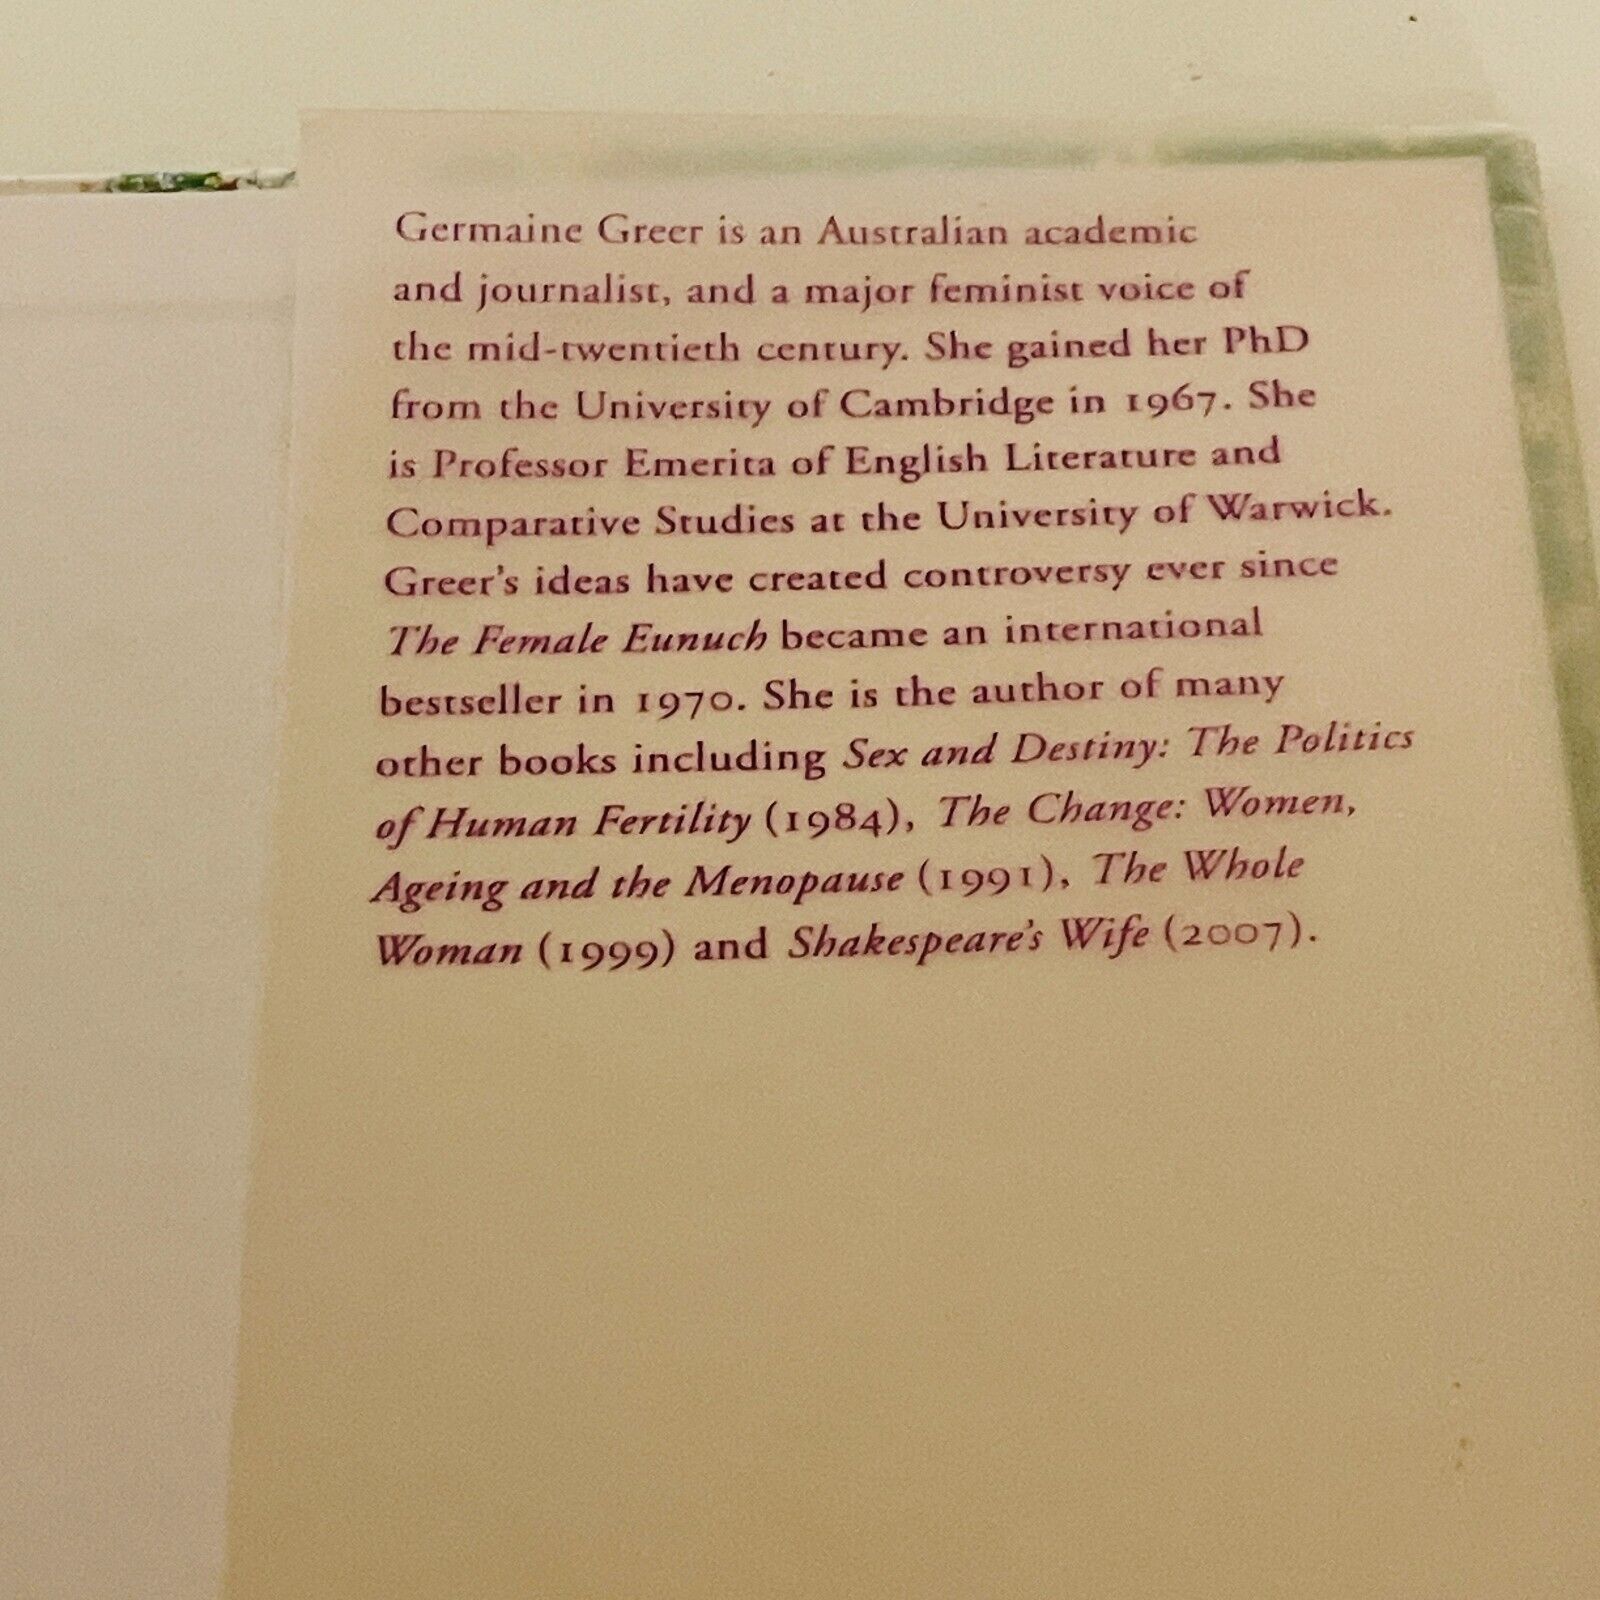 Germaine Greer is an Australian academic
and journalist, and a major feminist voice of
the mid-twentieth century. She gained her PhD
from the University of Cambridge in 1967. She
is Professor Emerita of English Literature and
Comparative Studies at the University of Warwick.
Greer's ideas have created controversy ever since
The Female Eunuch became an international
bestseller in 1970. She is the author of many
other books including Sex and Destiny: The Politics
of Human Fertility (1984), The Change: Women,
Ageing and the Menopause (1991), The Whole
Woman (1999) and Shakespeare's Wife (2007).